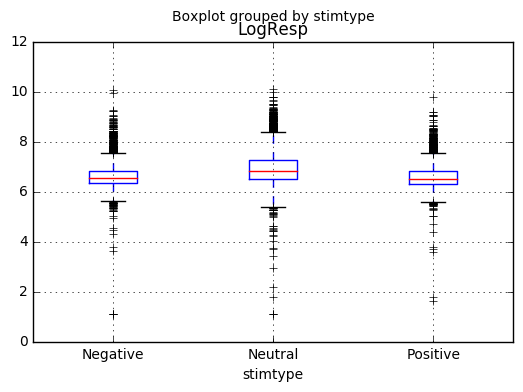 Boxplot grouped by stimtype
LogResp
12
10
8
6
4
2
0
Negative
Neutral
Positive
stimtype